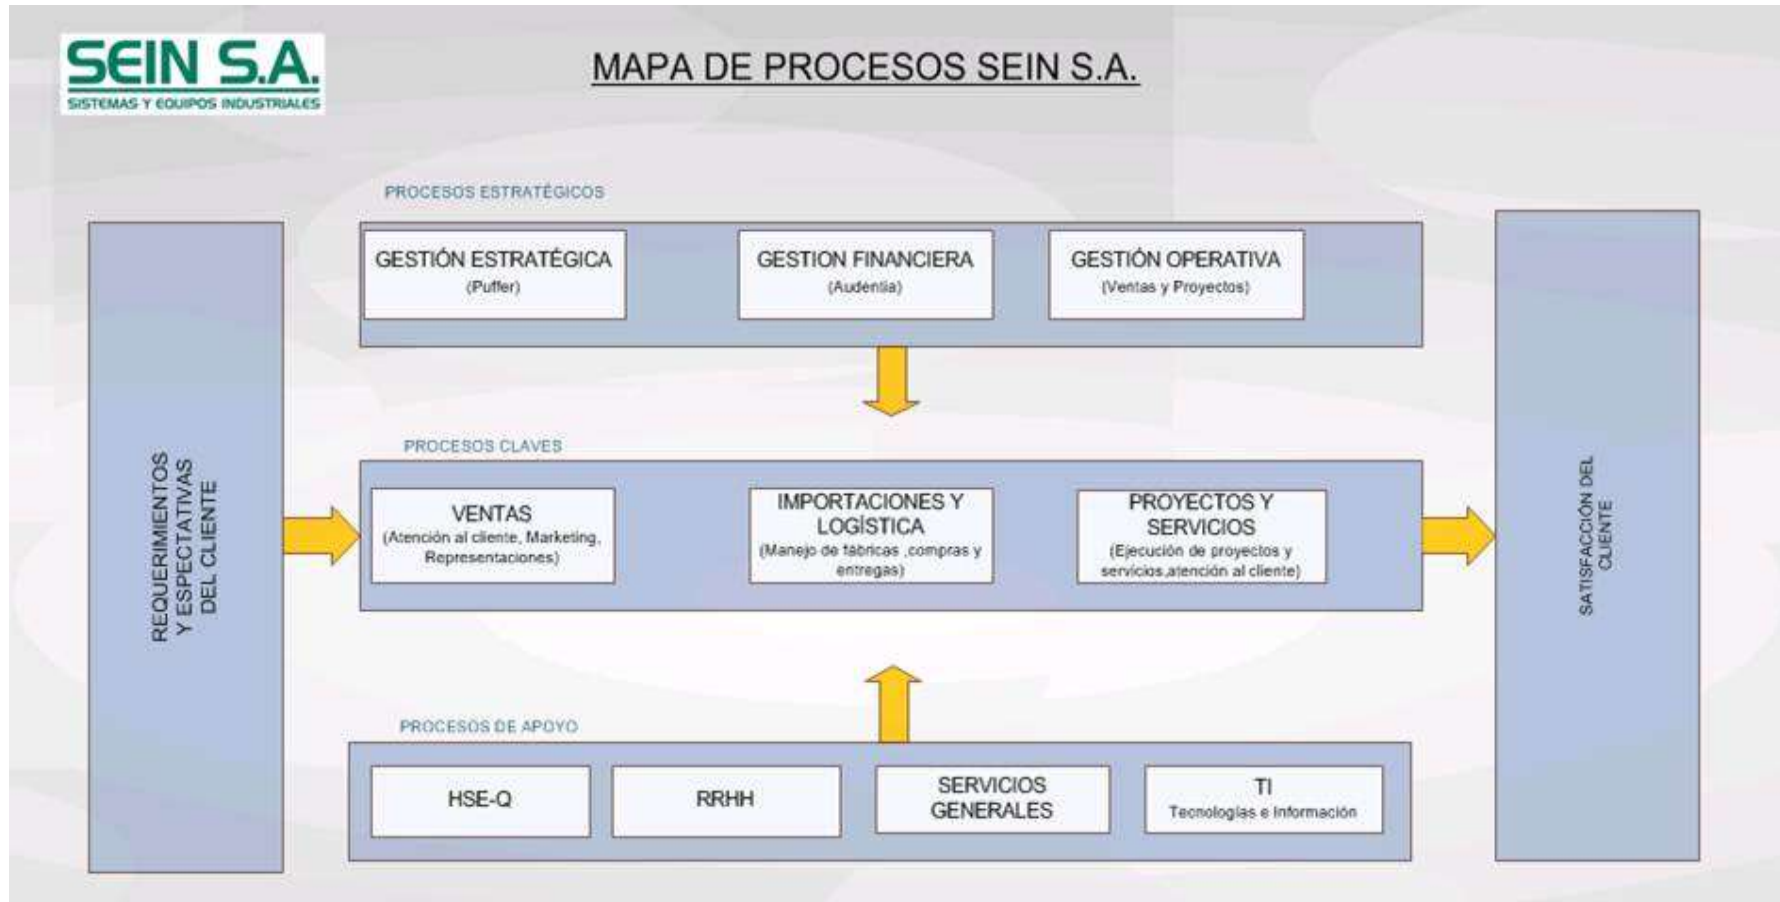 SEIN S.A.
SISTEMAS Y EQUIPOS INDUSTRIALES
MAPA DE PROCESOS SEIN S.A.
PROCESOS ESTRATÉGICOS
GESTIÓN ESTRATÉGICA
(Puffer)
GESTION FINANCIERA
(Audentia)
GESTIÓN OPERATIVA
(Ventas y Proyectos)
REQUERIMIENTOS
Y ESPECTATIVAS
DEL CLIENTE
PROCESOS CLAVES
VENTAS
(Atención al cliente, Marketing,
Representaciones)
IMPORTACIONES Y
LOGÍSTICA
(Manejo de fábricas ,compras y
entregas)
PROYECTOS Y
SERVICIOS
(Ejecución de proyectos y
servicios,atención al cliente)
SATISFACCIÓN DEL
CLIENTE
PROCESOS DE APOYO
HSE-Q
RRHH
SERVICIOS
GENERALES
TI
Tecnologías e Información